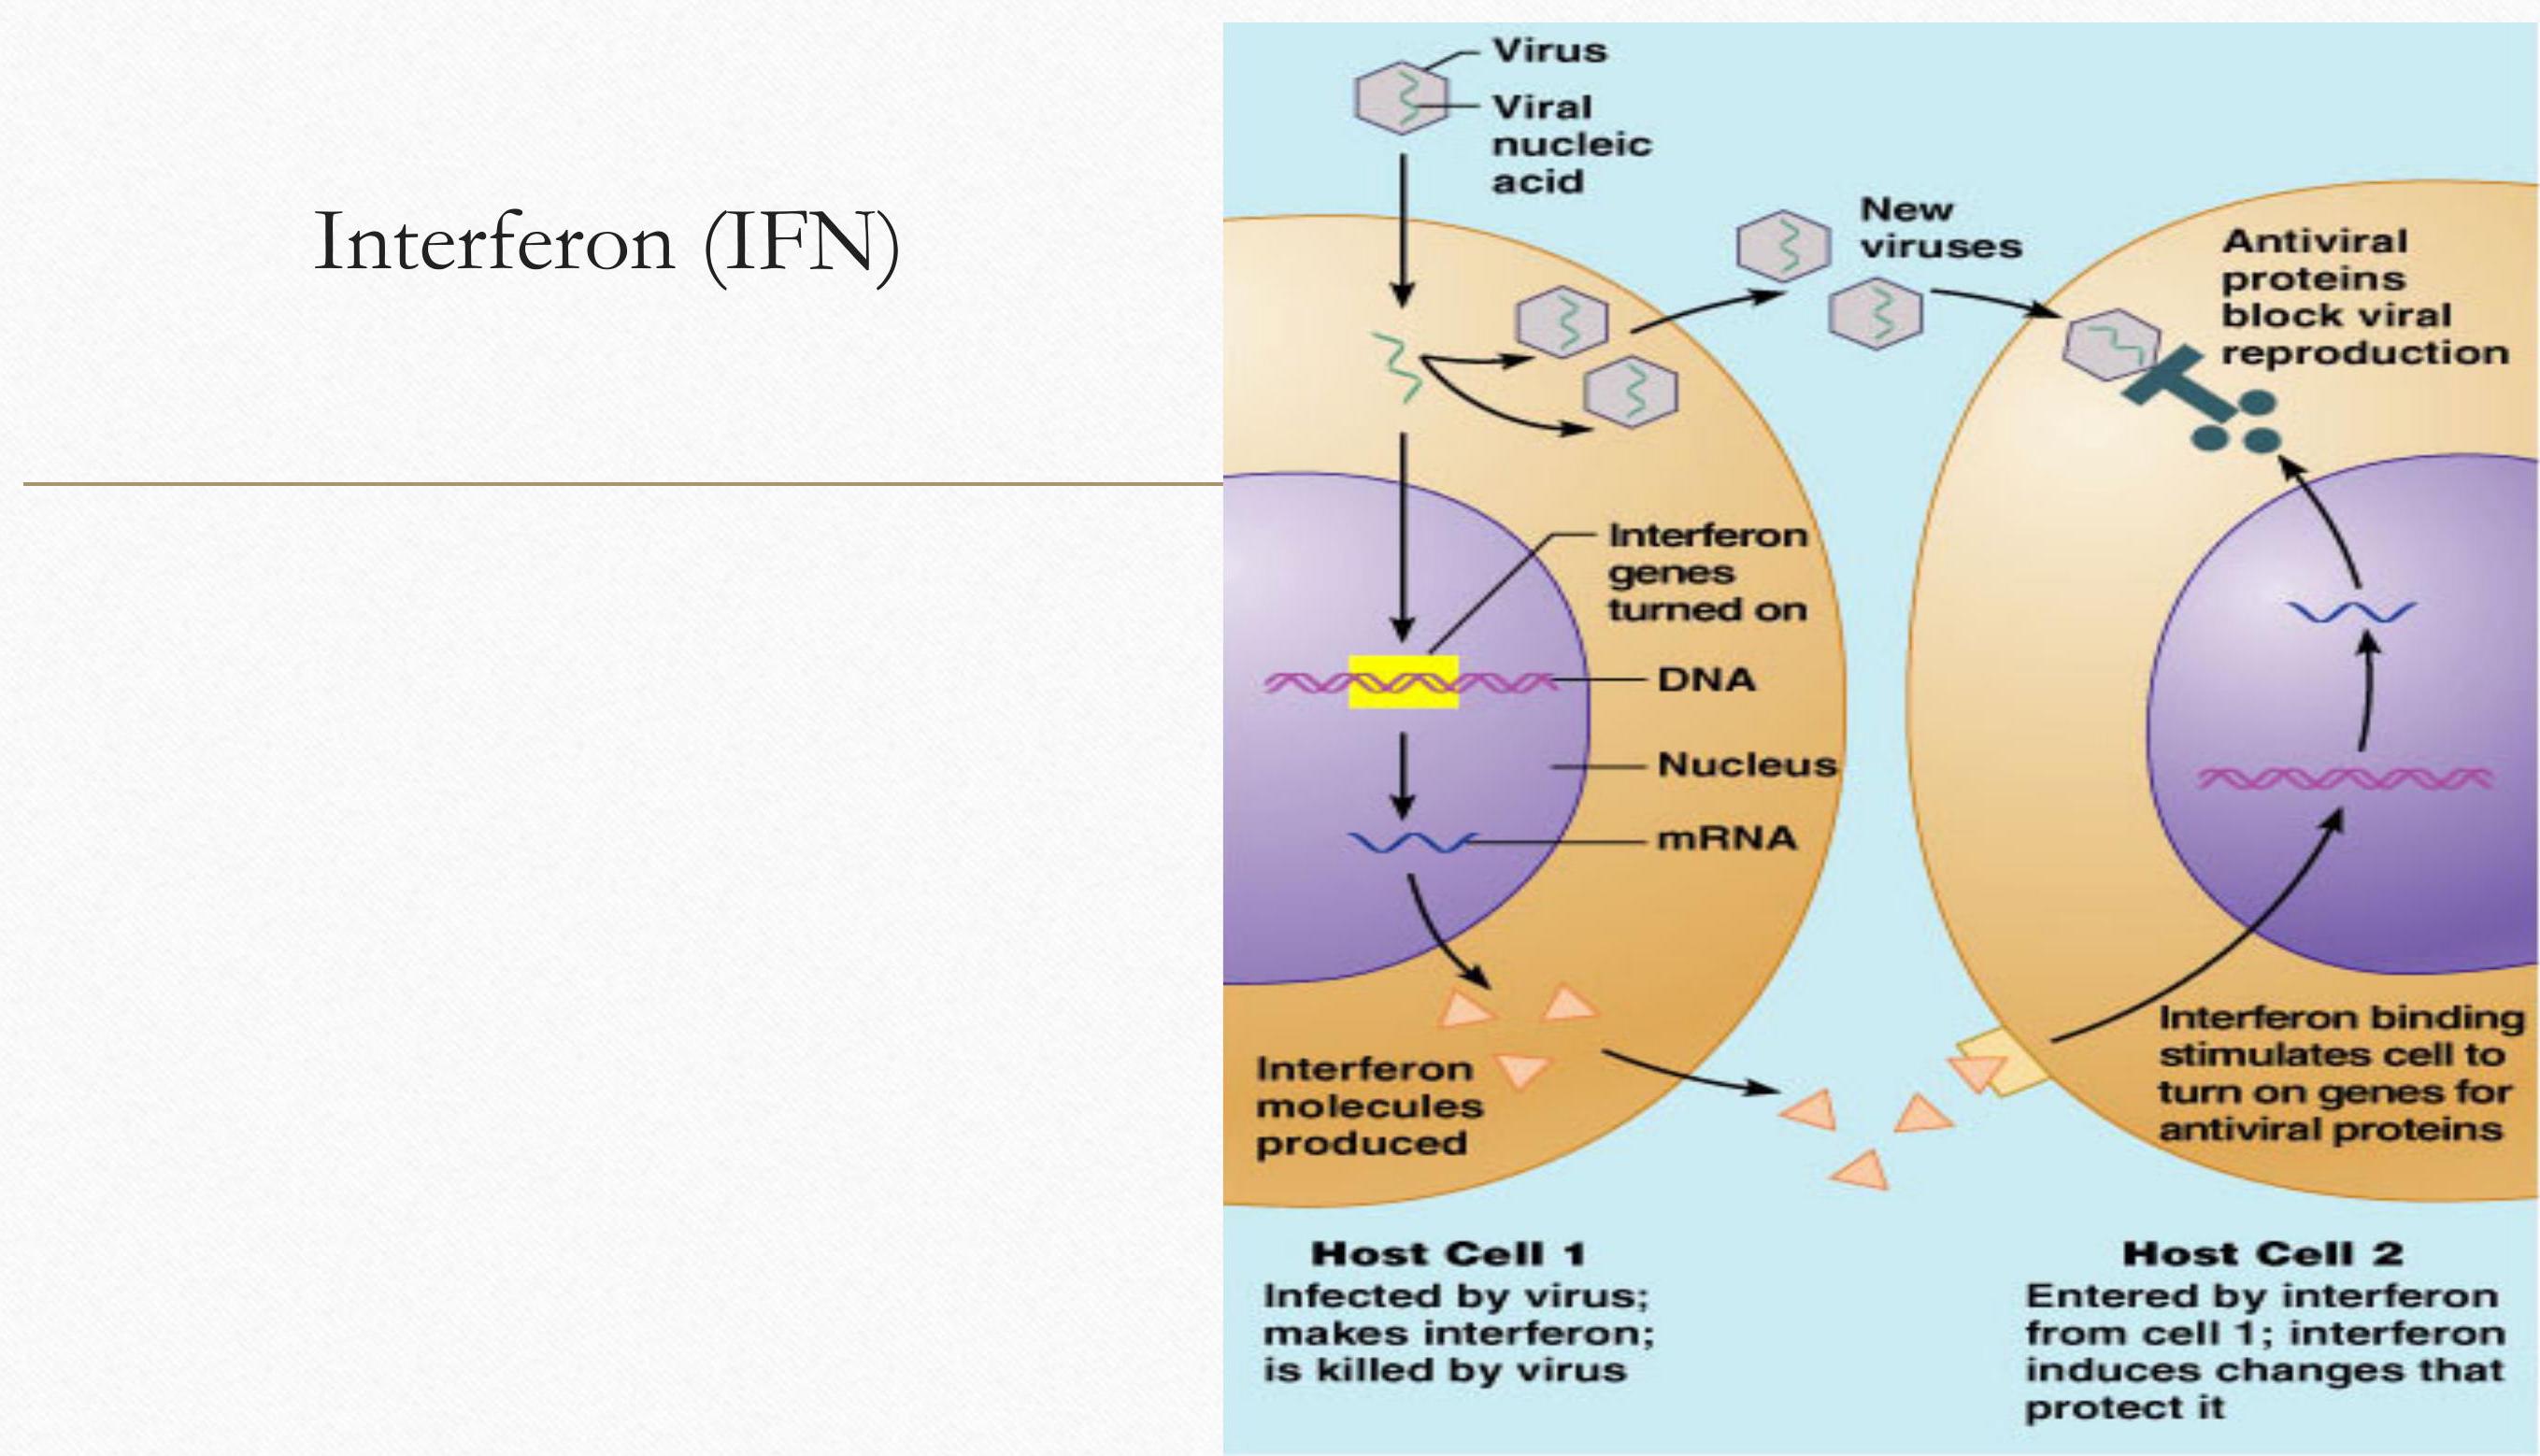 Interferon (IFN)
Virus
Viral
nucleic
acid
New
viruses
Antiviral
proteins
block viral
reproduction
Interferon
genes
turned on
DNA
Nucleus
mRNA
Interferon
molecules
produced
Interferon binding
stimulates cell to
turn on genes for
antiviral proteins
Host Cell 1
Infected by virus;
makes interferon;
is killed by virus
Host Cell 2
Entered by interferon
from cell 1; interferon
induces changes that
protect it